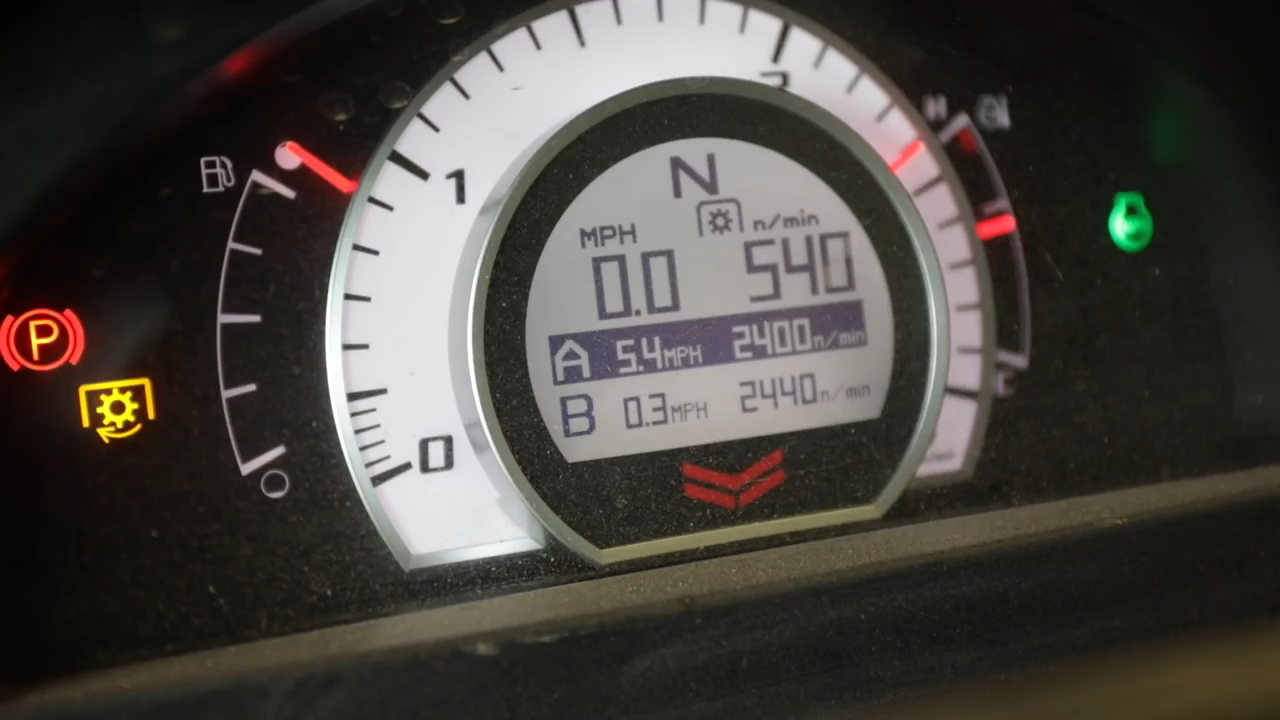 N
MPH n/min
0.0 540
A 5.4MPH 2400n/min
B 0.3MPH 2440n/min
0
1
2
H
P